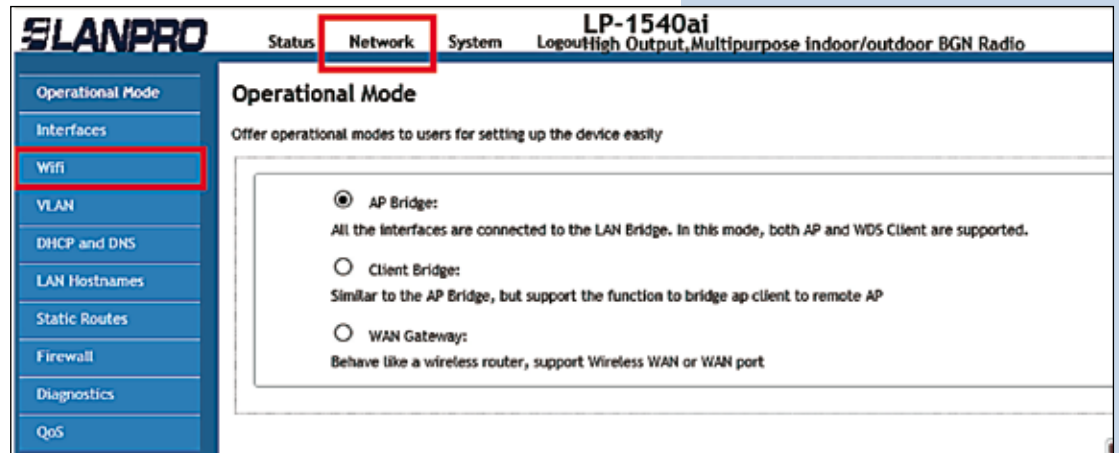 LANPRO
LP-1540ai
Status Network System Logout High Output,Multipurpose indoor/outdoor BGN Radio
Operational Mode
Interfaces
Wifi
VLAN
DHCP and DNS
LAN Hostnames
Static Routes
Firewall
Diagnostics
QoS
Operational Mode
Offer operational modes to users for setting up the device easily
AP Bridge:
All the interfaces are connected to the LAN Bridge. In this mode, both AP and WDS Client are supported.
Client Bridge:
Similar to the AP Bridge, but support the function to bridge ap client to remote AP
WAN Gateway:
Behave like a wireless router, support Wireless WAN or WAN port